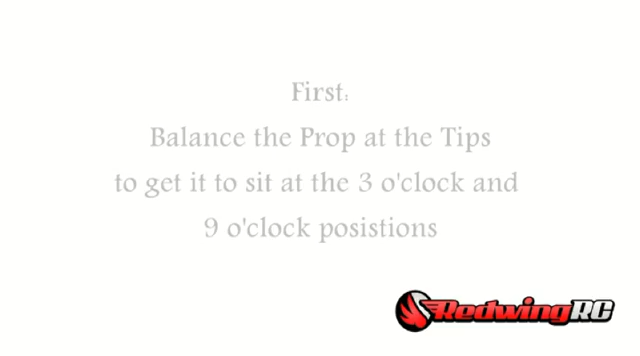 First:
Balance the Prop at the Tips
to get it to sit at the 3 o'clock and
9 o'clock posistions
RedwingRC